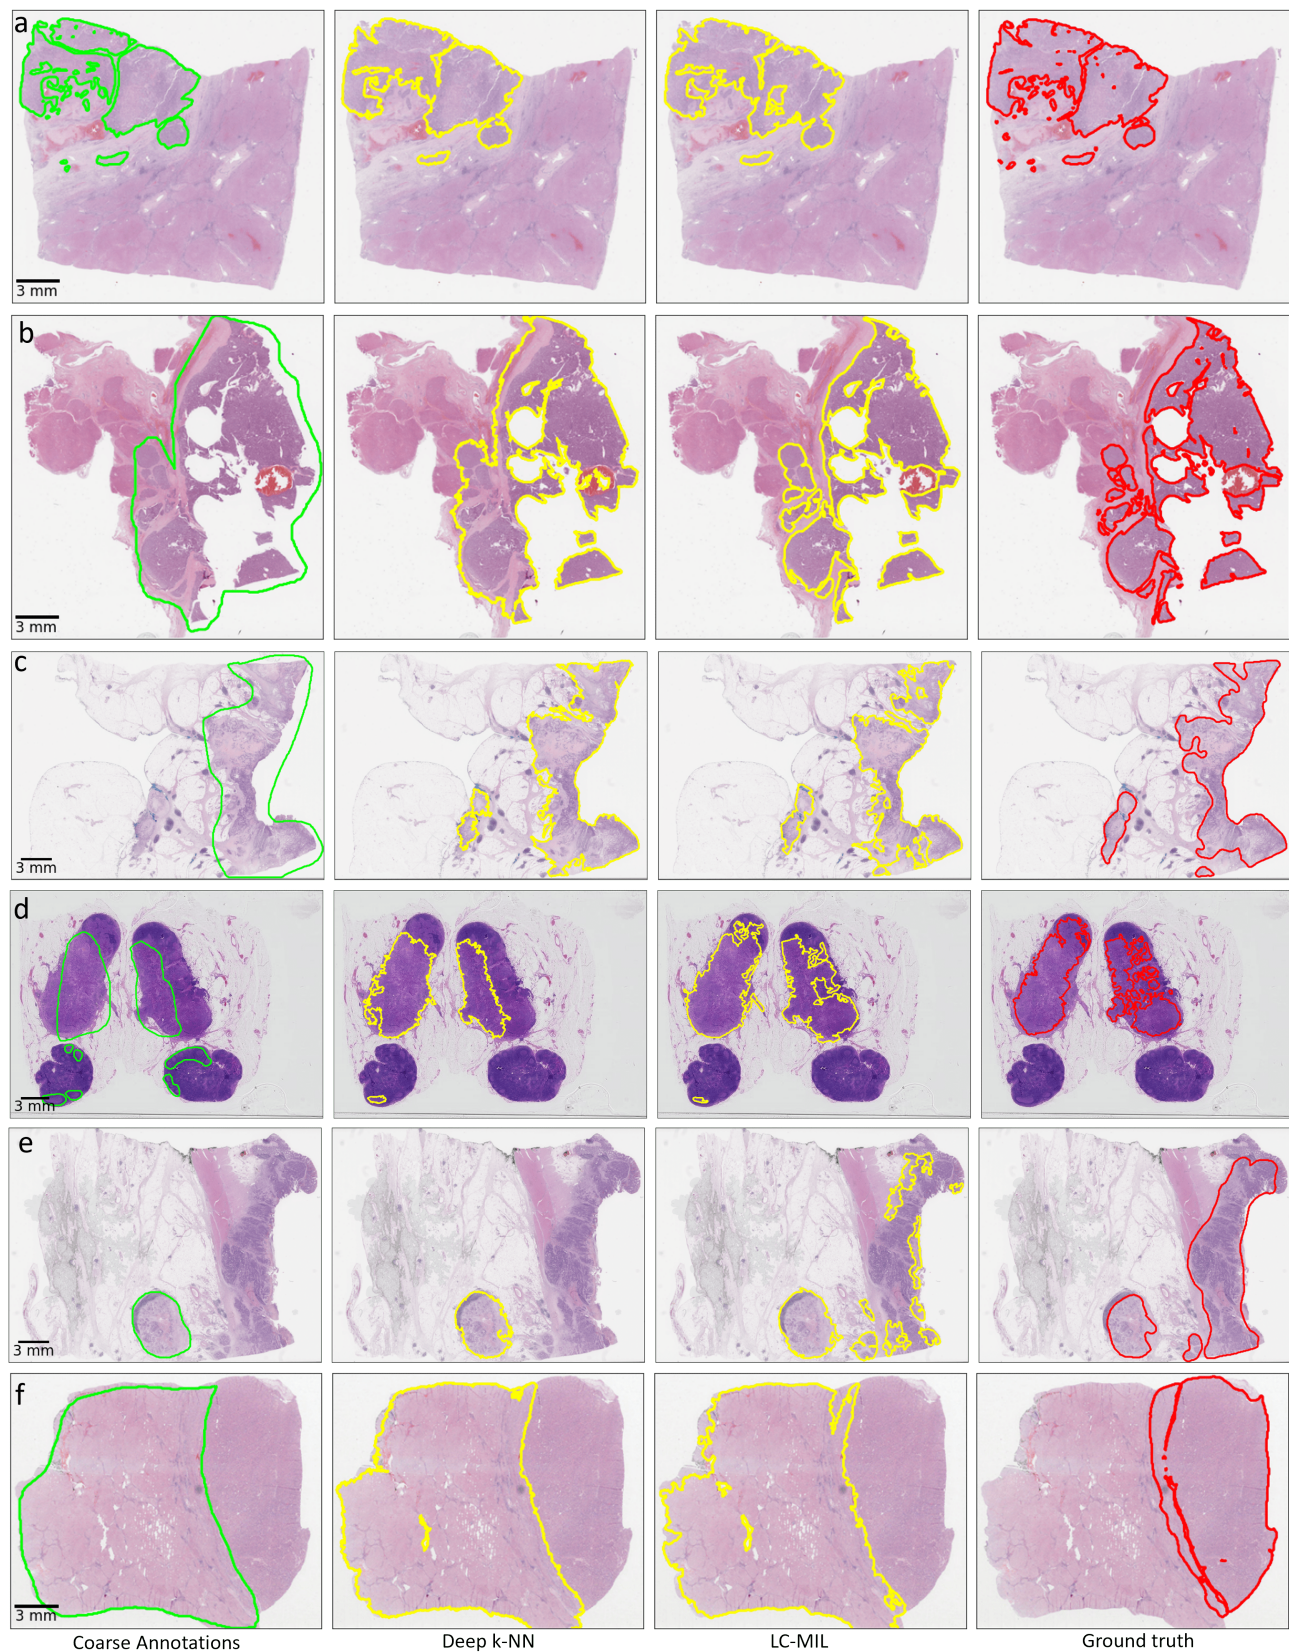 a
3 mm
b
3 mm
c
3 mm
d
3 mm
e
3 mm
f
3 mm
Coarse Annotations
Deep k-NN
LC-MIL
Ground truth